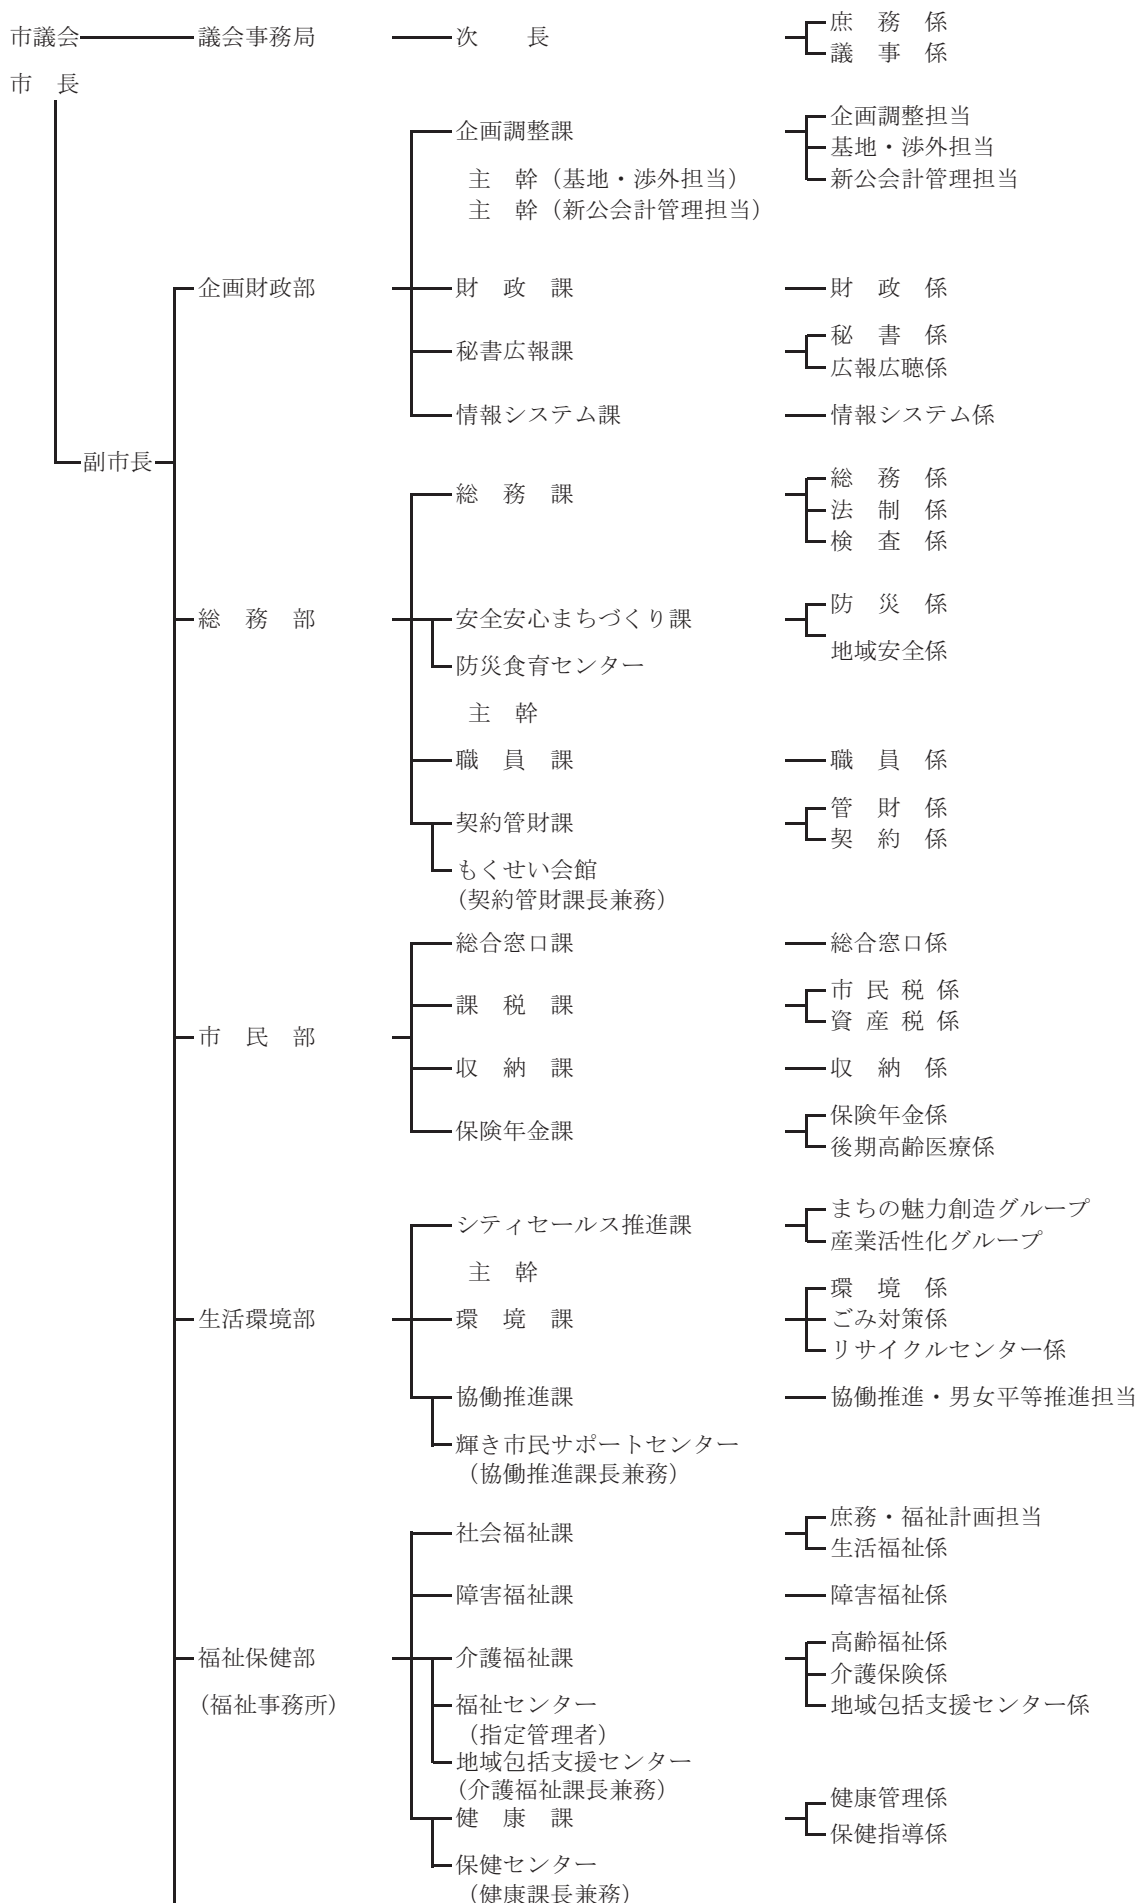 市議会 議会事務局 次　長 庶　務　係
議　事　係
市　長
企画調整課 企画調整担当
基地・渉外担当
主　幹（基地・渉外担当） 新公会計管理担当
主　幹（新公会計管理担当）
企画財政部 財　政　課 財　政　係
秘書広報課 秘　書　係
広報広聴係
情報システム課 情報システム係
副市長
総　務　課 総　務　係
法　制　係
検　査　係
総　務　部 安全安心まちづくり課 防　災　係
地域安全係
防災食育センター
主　幹
職　員　課 職　員　係
契約管財課 管　財　係
契　約　係
もくせい会館
（契約管財課長兼務）
総合窓口課 総合窓口係
課　税　課 市 民 税 係
資 産 税 係
市　民　部
収　納　課 収　納　係
保険年金課 保険年金係
後期高齢医療係
シティセールス推進課 まちの魅力創造グループ
産業活性化グループ
主　幹
生活環境部 環　境　課 環　境　係
ごみ対策係
リサイクルセンター係
協働推進課 協働推進・男女平等推進担当
輝き市民サポートセンター
（協働推進課長兼務）
社会福祉課 庶務・福祉計画担当
生活福祉係
障害福祉課 障害福祉係
福祉保健部 介護福祉課 高齢福祉係
介護保険係
（福祉事務所） 福祉センター 地域包括支援センター係
（指定管理者）
地域包括支援センター
（介護福祉課長兼務）
健　康　課 健康管理係
保健指導係
保健センター
（健康課長兼務）